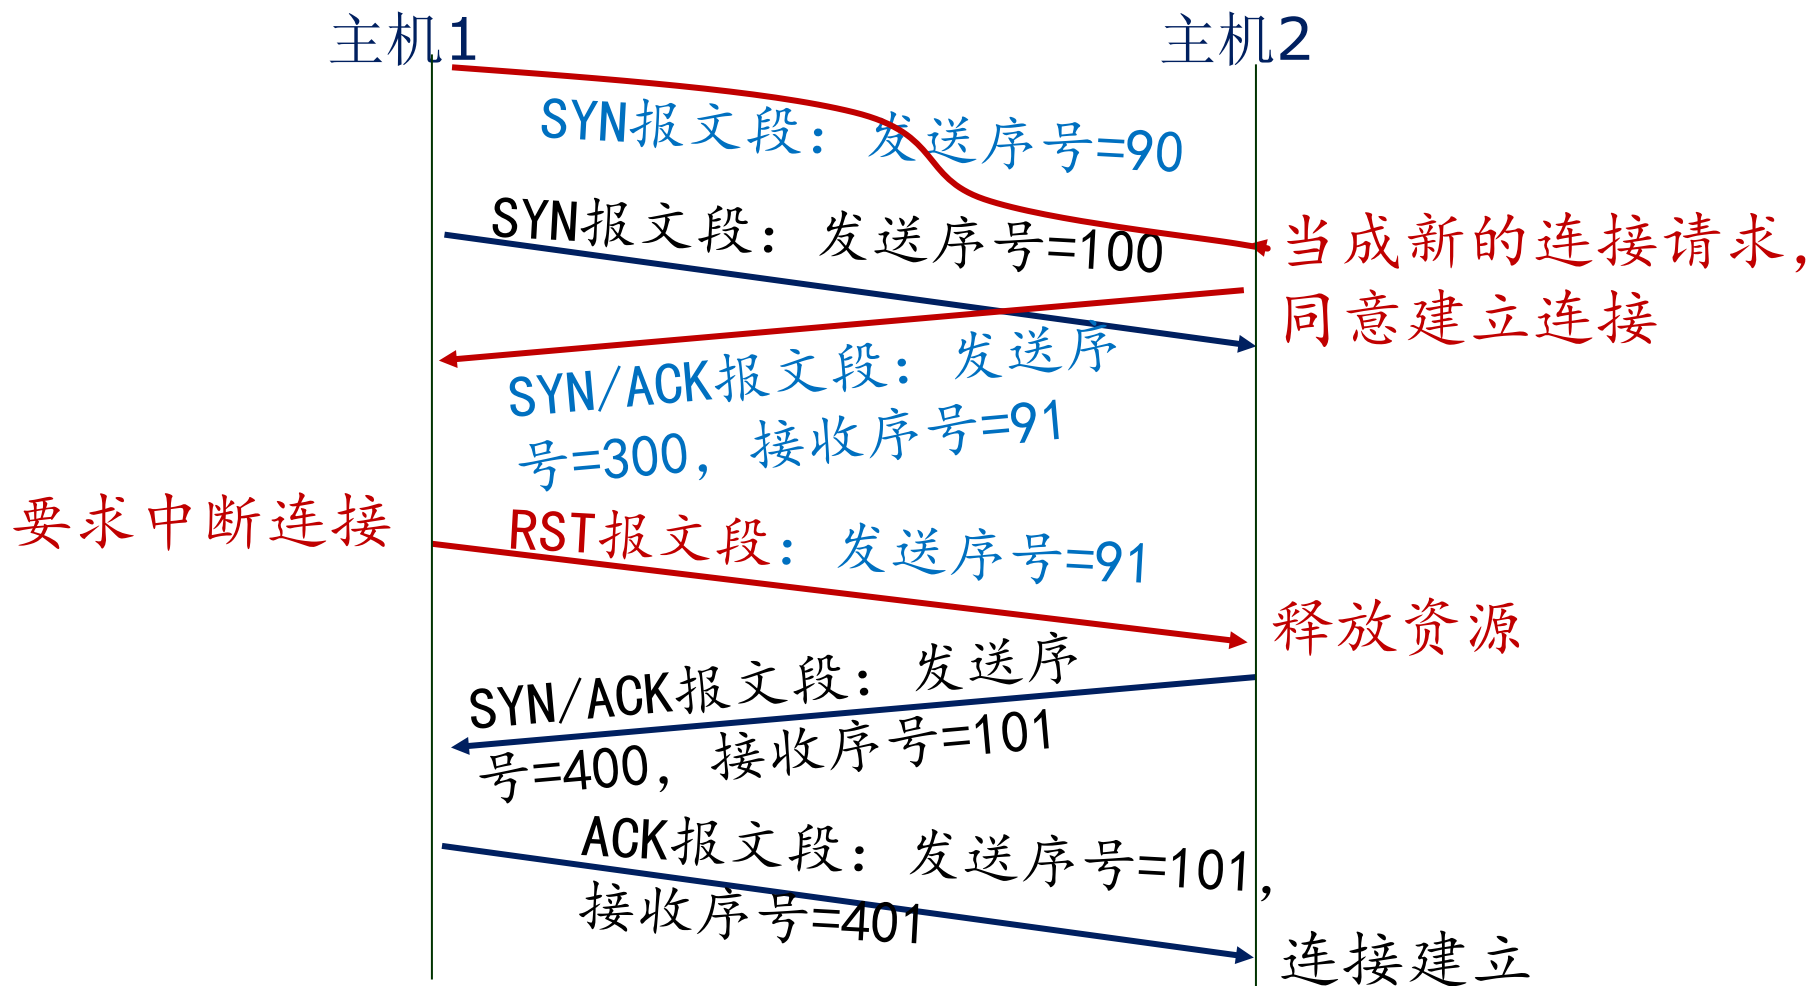 主机1
主机2
SYN报文段：发送序号=90
SYN报文段：发送序号=100
当成新的连接请求，
同意建立连接
SYN/ACK报文段：发送序
号=300，接收序号=91
要求中断连接
RST报文段：发送序号=91
释放资源
SYN/ACK报文段：发送序
号=400，接收序号=101
ACK报文段：发送序号=101，
接收序号=401
连接建立